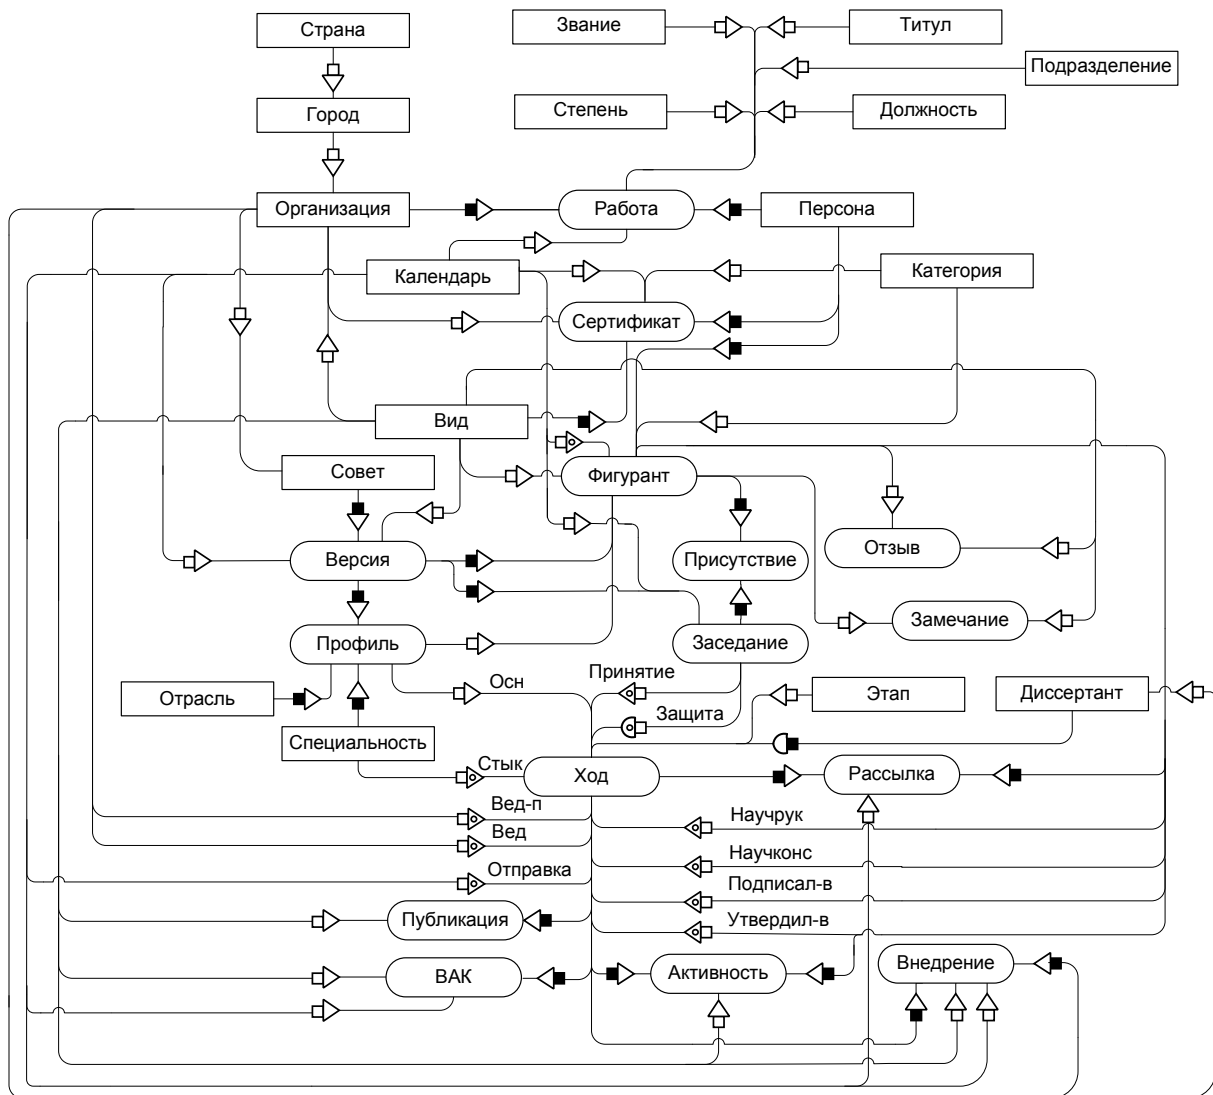 Звание
Титул
Страна
Подразделение
Степень
Должность
Город
Организация
Работа
Персона
Календарь
Категория
Сертификат
Вид
Совет
Фигурант
Отзыв
Версия
Присутствие
Замечание
Профиль
Заседание
Принятие
Осн
Отрасль
Этап
Диссертант
Защита
Специальность
Стык
Ход
Рассылка
Вед-п
Научрук
Вед
Научконс
Отправка
Подписал-в
Публикация
Утвердил-в
Внедрение
ВАК
Активность